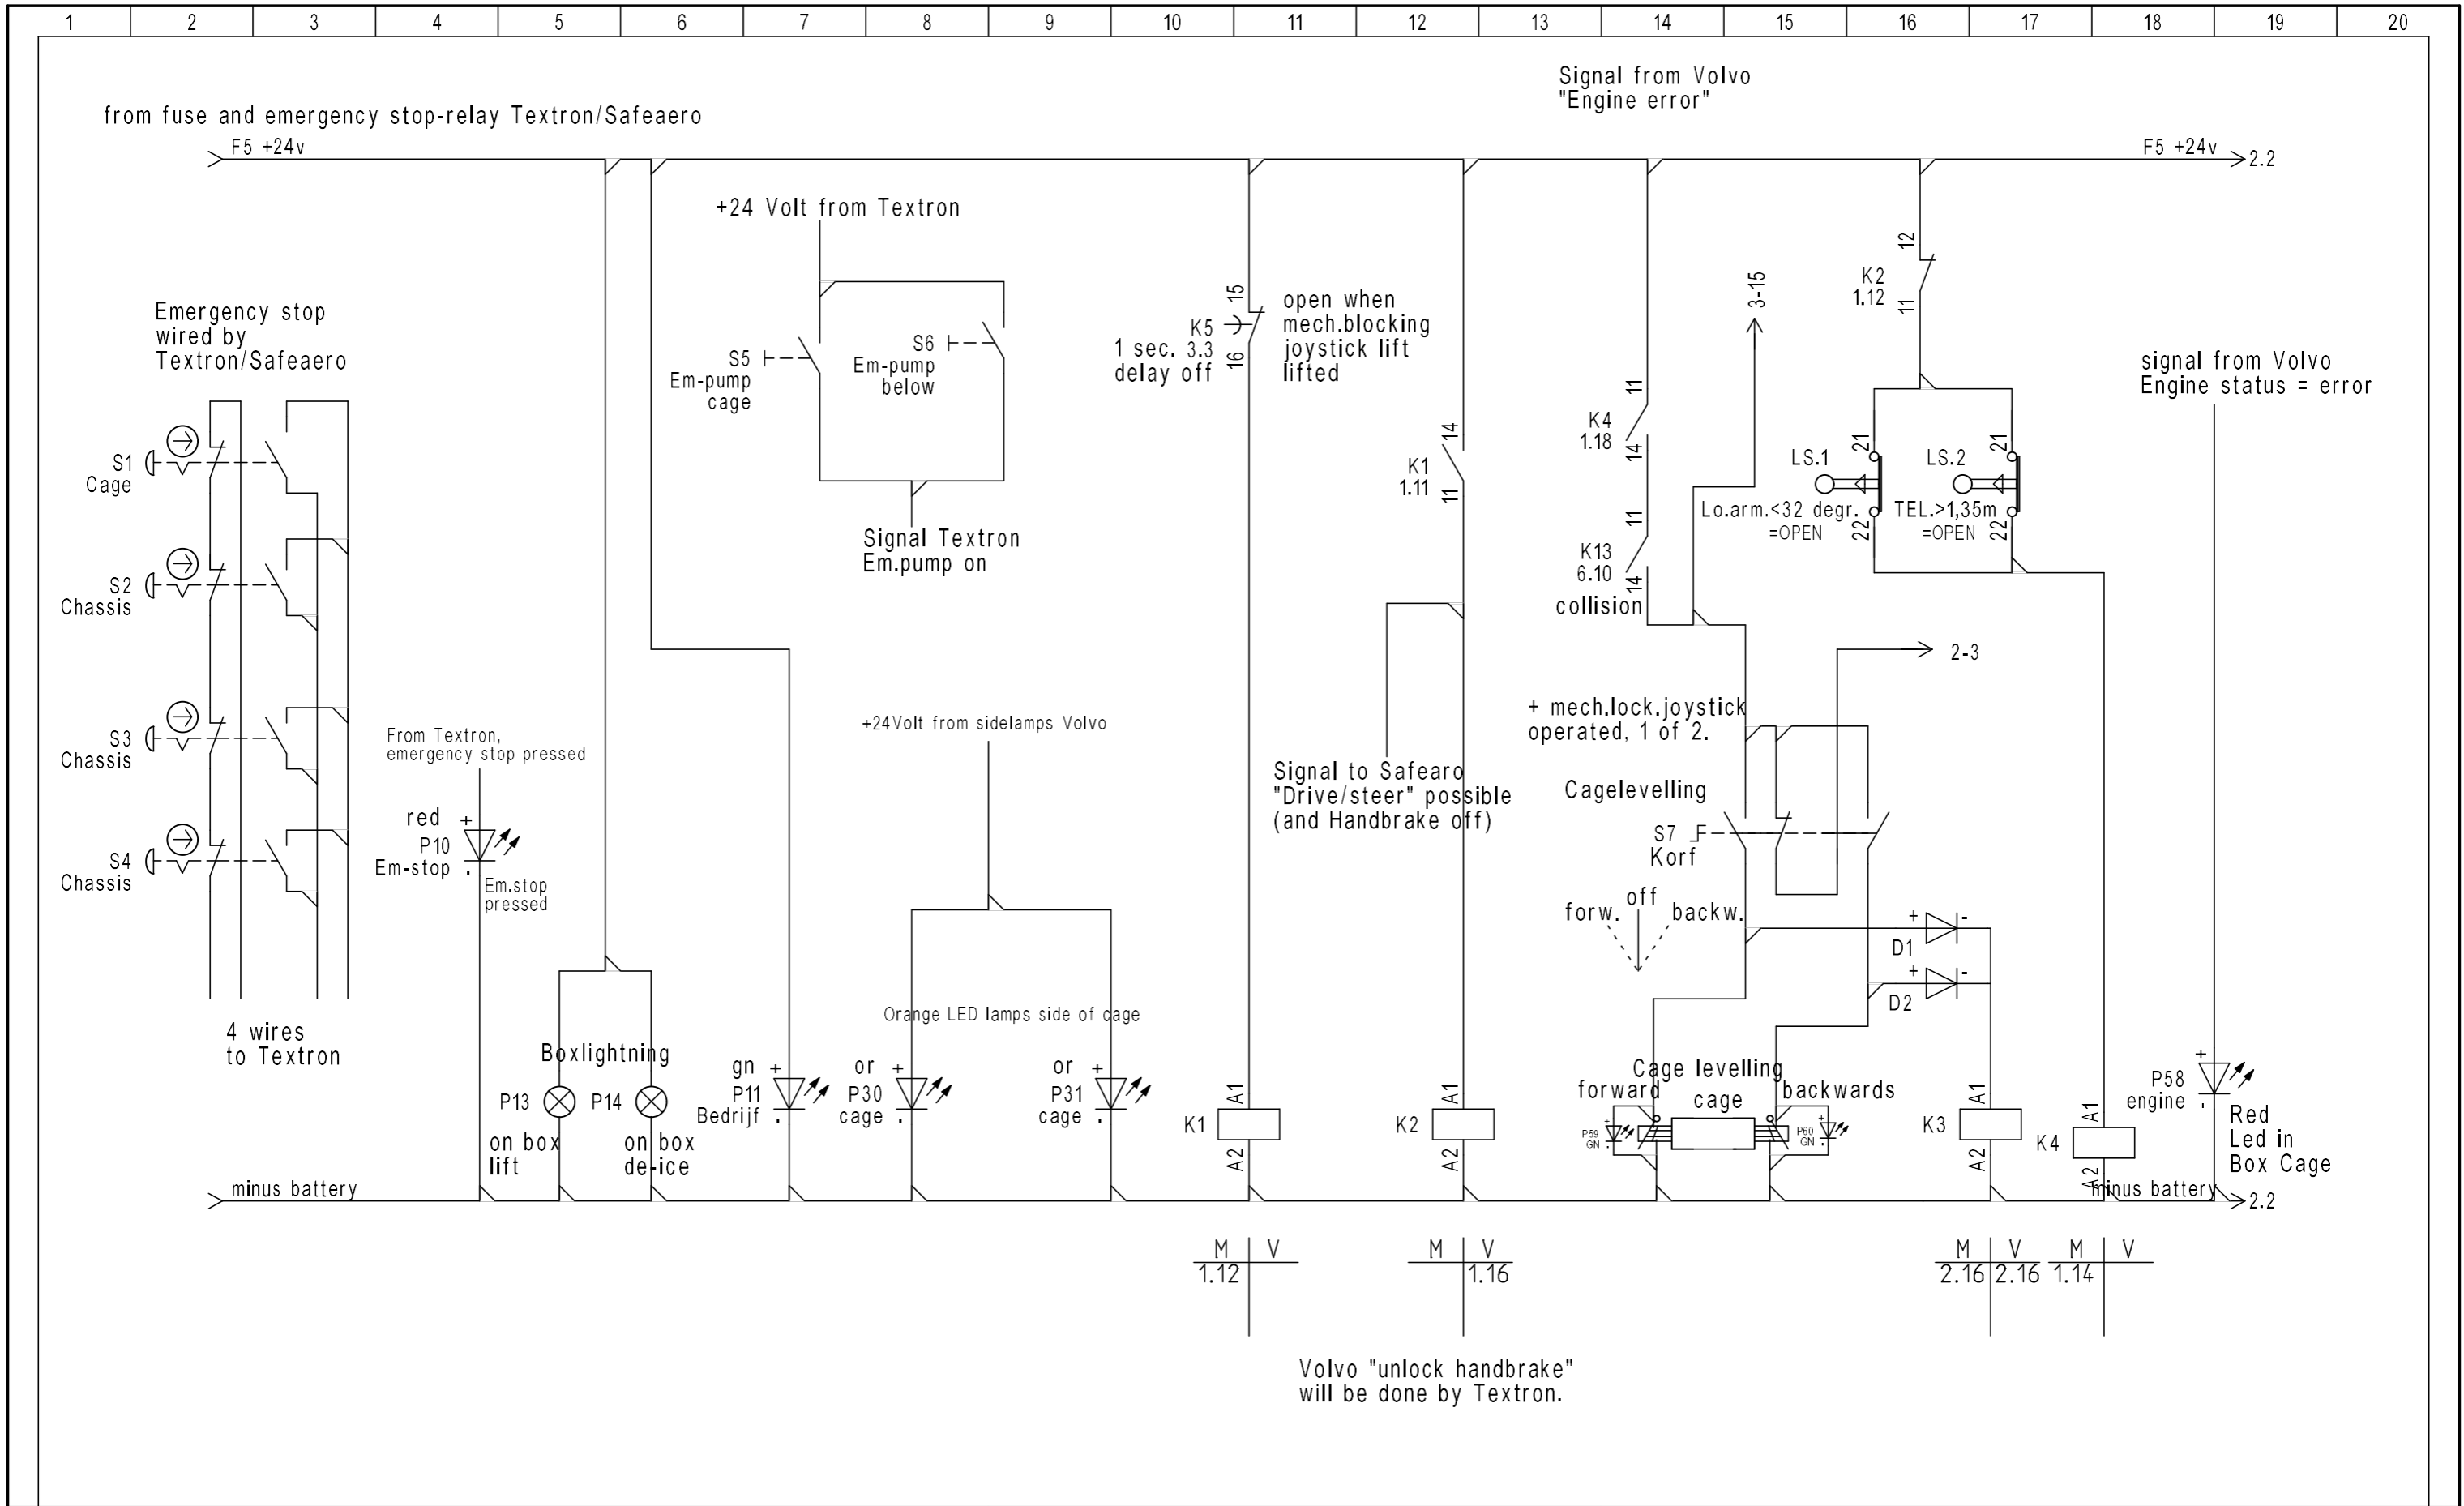 1 2 3 4 5 6 7 8 9 10 11 12 13 14 15 16 17 18 19 20
Signal from Volvo
"Engine error"
from fuse and emergency stop-relay Textron/Safeaero
F5 +24v
F5 +24v
2.2
+24 Volt from Textron
Emergency stop
wired by
Textron/Safeaero
S1
Cage
S2
Chassis
S3
Chassis
S4
Chassis
4 wires
to Textron
From Textron,
emergency stop pressed
red
+
P10
Em-stop
-
Em.stop
pressed
Boxlightning
P13
on box
lift
P14
on box
de-ice
S5
Em-pump
cage
S6
Em-pump
below
Signal Textron
Em.pump on
gn
+
P11
Bedrijf
-
+24Volt from sidelamps Volvo
Orange LED lamps side of cage
or
+
P30
cage
-
or
+
P31
cage
-
15
K5
1 sec. 3.3
delay off
16
open when
mech.blocking
joystick lift
lifted
K1
A1
A2
14
K1
1.11
11
Signal to Safearo
"Drive/steer" possible
(and Handbrake off)
K2
A1
A2
11
K4
1.18
14
11
K13
6.10
14
collision
3-15
2-3
+ mech.lock.joystick
operated, 1 of 2.
Cagelevelling
S7
Korf
off
forw.
backw.
+
-
D1
+
-
D2
Cage levelling
forward
cage
backwards
+
P59
GN
-
+
P60
GN
-
12
K2
1.12
11
21
LS.1
Lo.arm.<32 degr.
=OPEN
22
21
LS.2
TEL.>1,35m
=OPEN
22
K3
A1
A2
K4
A1
A2
signal from Volvo
Engine status = error
+
P58
engine
-
Red
Led in
Box Cage
minus battery
minus battery
2.2
M V
1.12
M V
1.16
M V
2.16 2.16
M V
1.14
Volvo "unlock handbrake"
will be done by Textron.